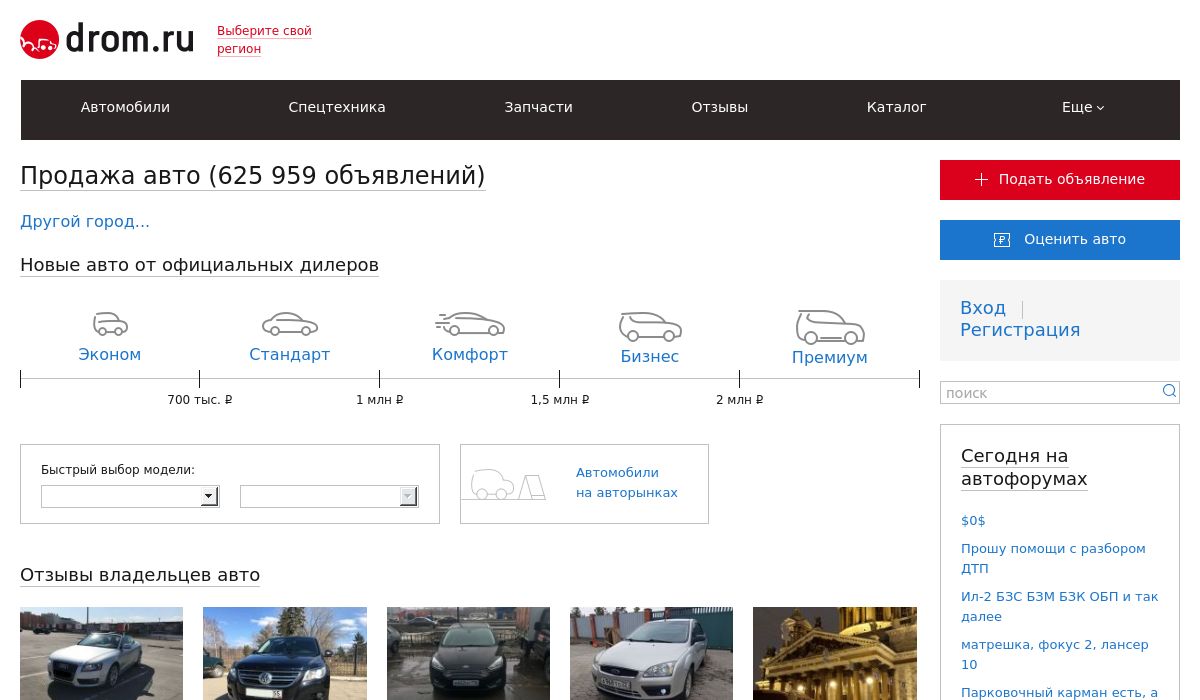 drom.ru
Выберите свой
регион
Автомобили
Спецтехника
Запчасти
Отзывы
Каталог
Еще
Продажа авто (625 959 объявлений)
Другой город...
Новые авто от официальных дилеров
Эконом
Стандарт
Комфорт
Бизнес
Премиум
700 тыс. ₽
1 млн ₽
1,5 млн ₽
2 млн ₽
Быстрый выбор модели:
Автомобили
на авторынках
Отзывы владельцев авто
Подать объявление
Оценить авто
Вход
Регистрация
поиск
Сегодня на
автофорумах
$0$
Прошу помощи с разбором
ДТП
Ил-2 БЗС БЗМ БЗК ОБП и так
далее
матрешка, фокус 2, лансер
10
Парковочный карман есть, а